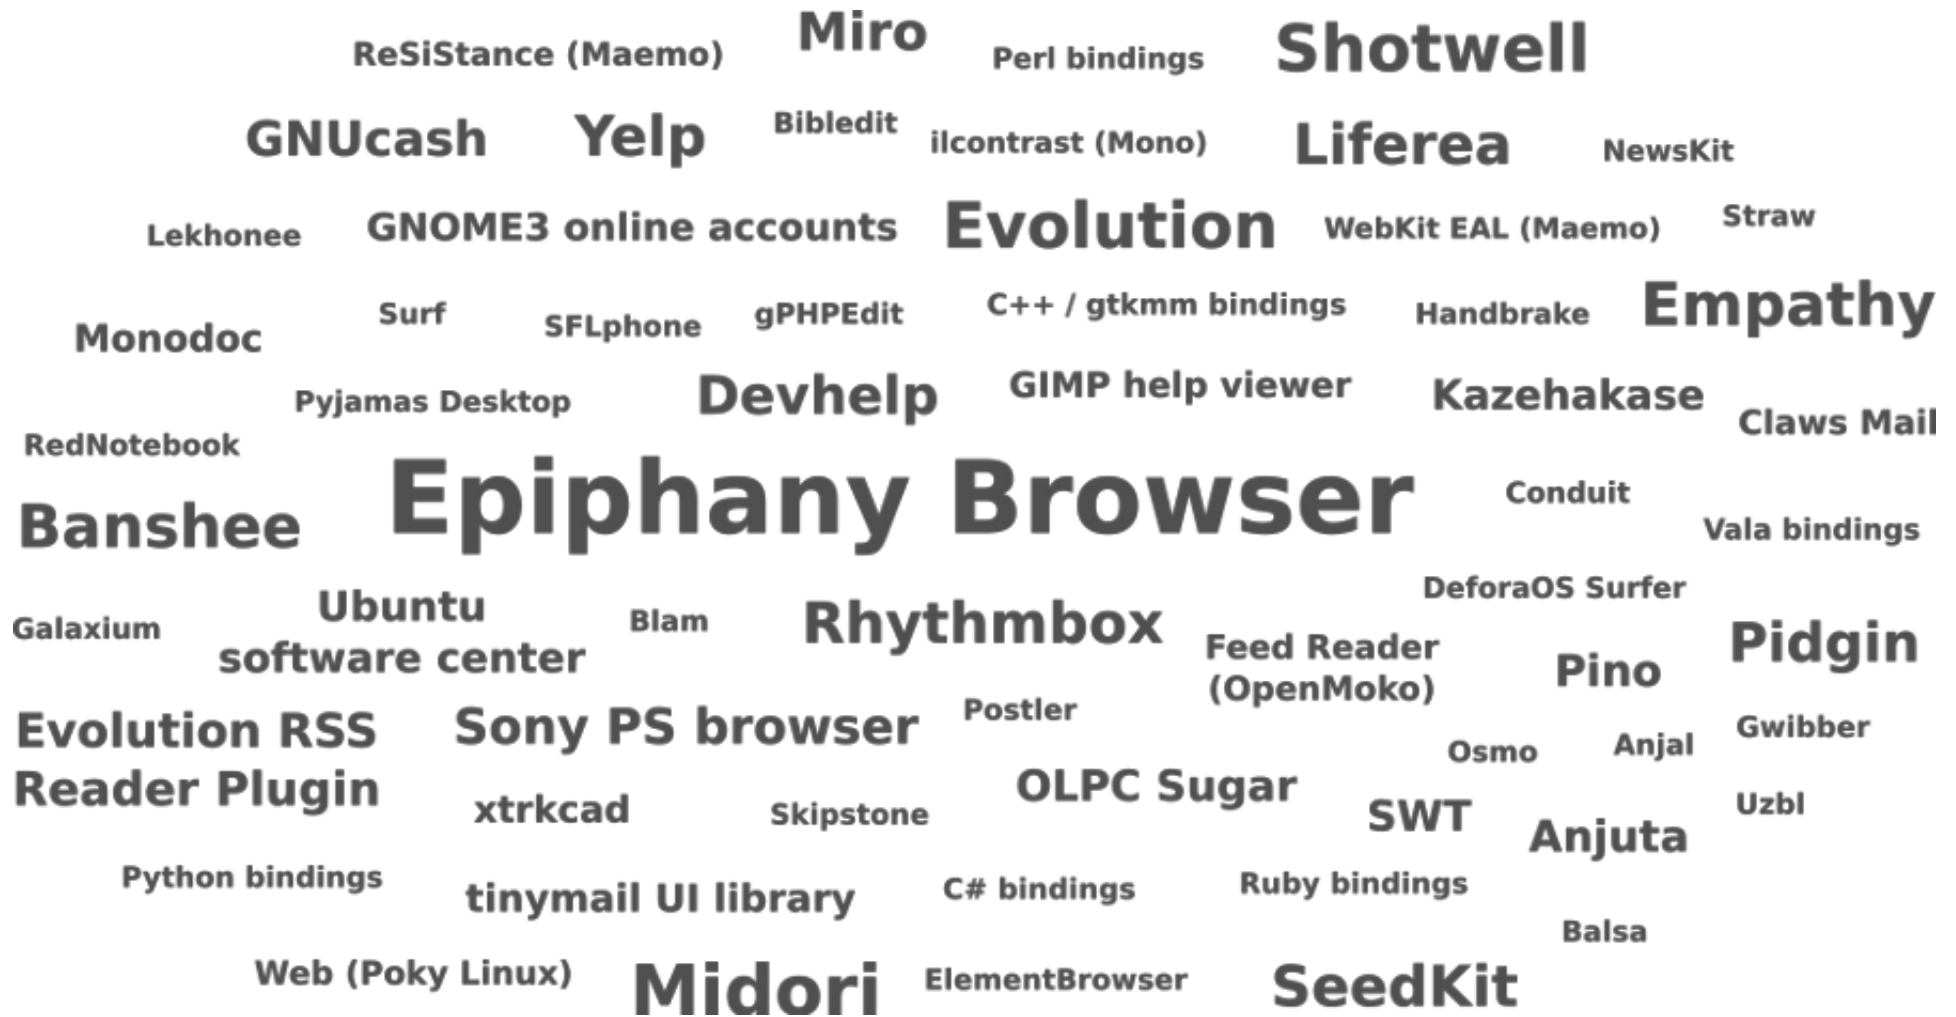 ReSiStance (Maemo) Miro Perl bindings Shotwell
GNUcash Yelp Bibledit ilcontrast (Mono) Liferea NewsKit
Lekhonee GNOME3 online accounts Evolution WebKit EAL (Maemo) Straw
Monodoc Surf SFLphone gPHPEdit C++ / gtkmm bindings Handbrake Empathy
Pyjamas Desktop Devhelp GIMP help viewer Kazehakase Claws Mail
RedNotebook
Banshee Epiphany Browser Conduit Vala bindings
DeforaOS Surfer
Galaxium Ubuntu
software center Blam Rhythmbox Feed Reader
(OpenMoko) Pino Pidgin
Evolution RSS
Reader Plugin Sony PS browser Postler Osmo Anjal Gwibber
xtrkcad Skipstone OLPC Sugar SWT Anjuta Uzbl
Python bindings tinymail UI library C# bindings Ruby bindings
Balsa
Web (Poky Linux) Midori ElementBrowser SeedKit